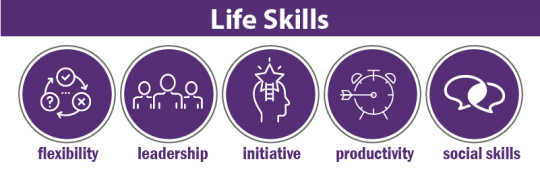 Life Skills
flexibility
leadership
initiative
productivity
social skills